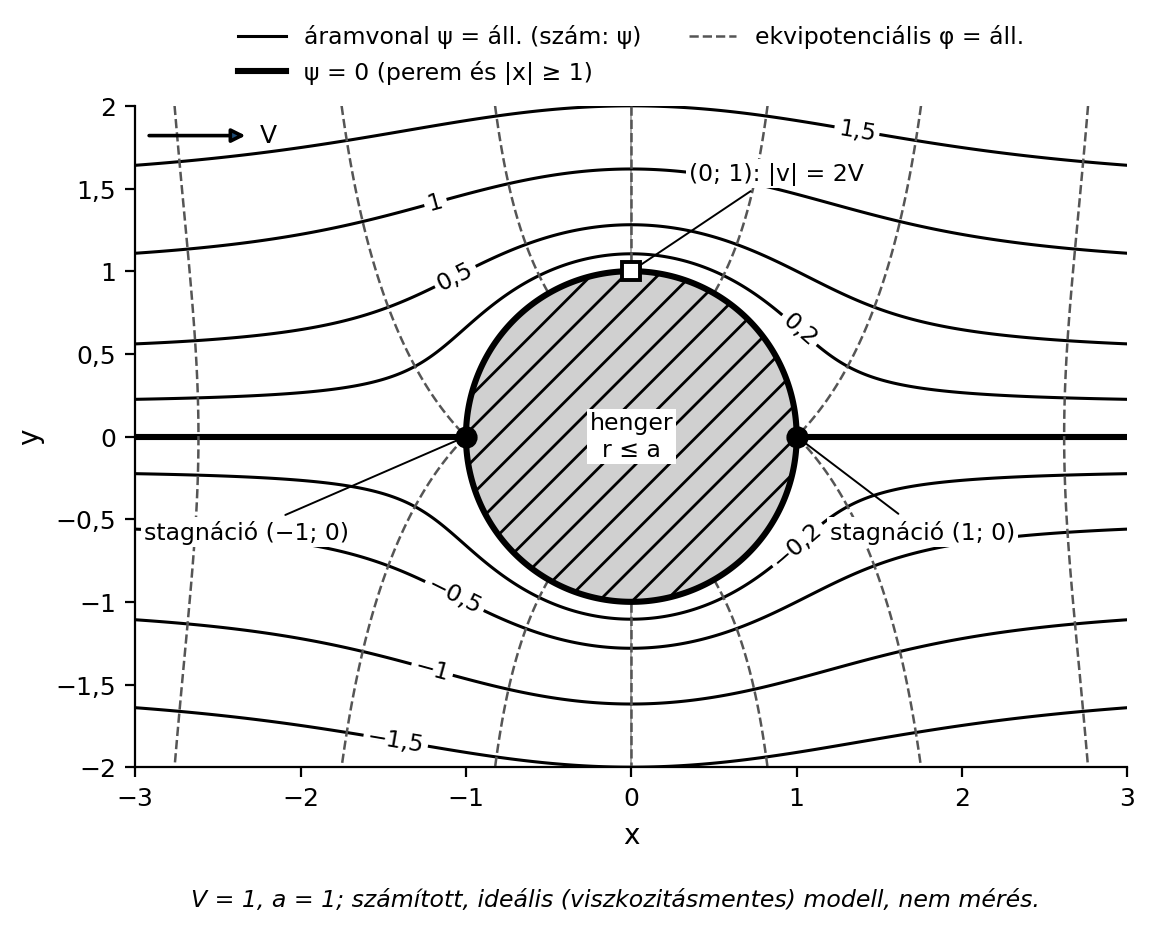 áramvonal ψ = áll. (szám: ψ)
ekvipotenciális φ = áll.
ψ = 0 (perem és |x| ≥ 1)
2
V
1,5
(0; 1): |v| = 2V
1,5
1
1
0,5
0,5
0,2
henger
r ≤ a
0
y
−0,5
stagnáció (−1; 0)
−0,2
stagnáció (1; 0)
−1
−0,5
−1
−1,5
−1,5
−2
−3
−2
−1
0
1
2
3
x
V = 1, a = 1; számított, ideális (viszkozitásmentes) modell, nem mérés.